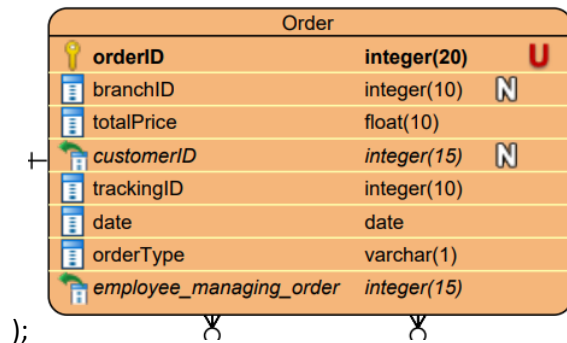 Order
orderID integer(20) U
branchID integer(10) N
totalPrice float(10)
customerID integer(15) N
trackingID integer(10)
date date
orderType varchar(1)
employee_managing_order integer(15)
);